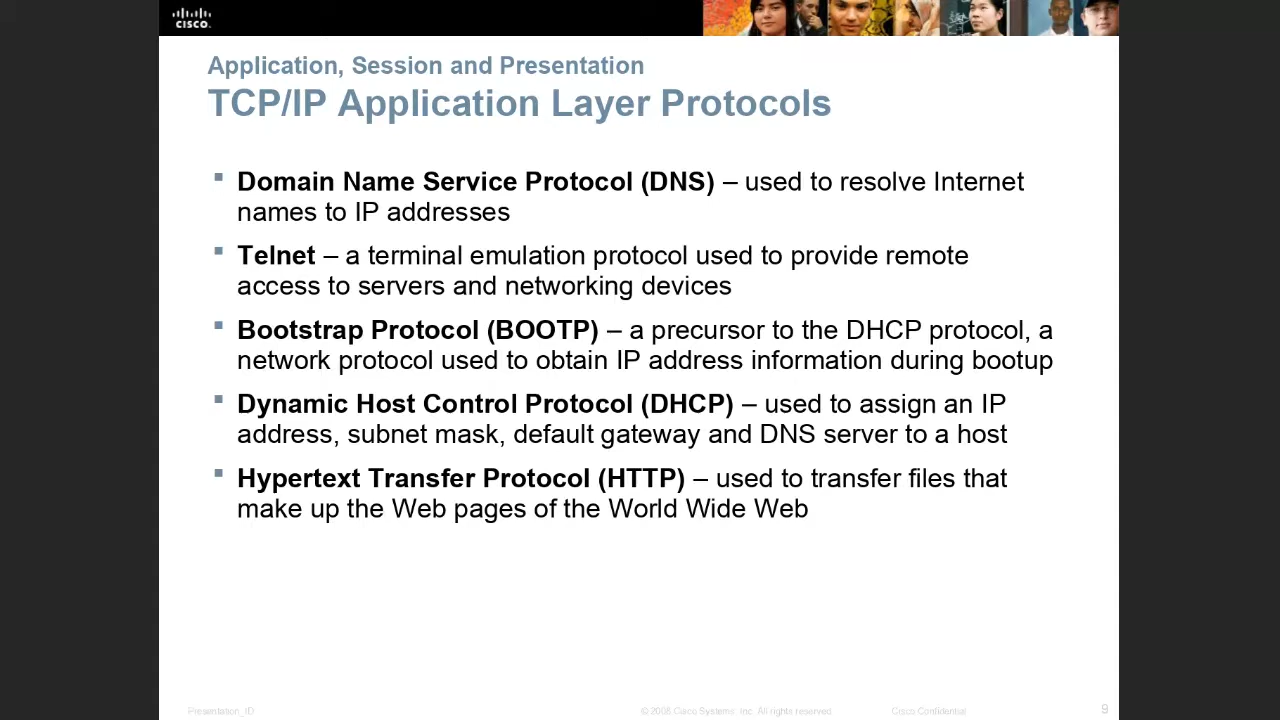 CISCO.
Application, Session and Presentation
TCP/IP Application Layer Protocols
Domain Name Service Protocol (DNS) – used to resolve Internet
names to IP addresses
Telnet – a terminal emulation protocol used to provide remote
access to servers and networking devices
Bootstrap Protocol (BOOTP) – a precursor to the DHCP protocol, a
network protocol used to obtain IP address information during bootup
Dynamic Host Control Protocol (DHCP) – used to assign an IP
address, subnet mask, default gateway and DNS server to a host
Hypertext Transfer Protocol (HTTP) – used to transfer files that
make up the Web pages of the World Wide Web
Presentation_ID
© 2008 Cisco Systems, Inc. All rights reserved.
Cisco Confidential
9